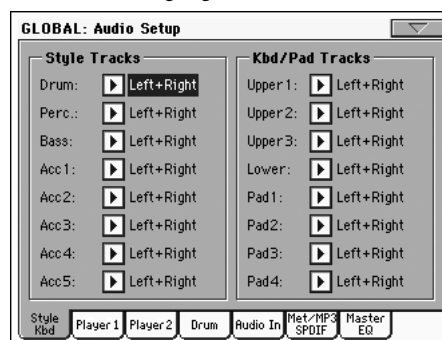 GLOBAL: Audio Setup
Style Tracks
Drum: Left+Right
Perc.: Left+Right
Bass: Left+Right
Acc1: Left+Right
Acc2: Left+Right
Acc3: Left+Right
Acc4: Left+Right
Acc5: Left+Right
Kbd/Pad Tracks
Upper1: Left+Right
Upper2: Left+Right
Upper3: Left+Right
Lower: Left+Right
Pad1: Left+Right
Pad2: Left+Right
Pad3: Left+Right
Pad4: Left+Right
Style Kbd Player 1 Player 2 Drum Audio In Met/MP3 SPDIF Master EQ